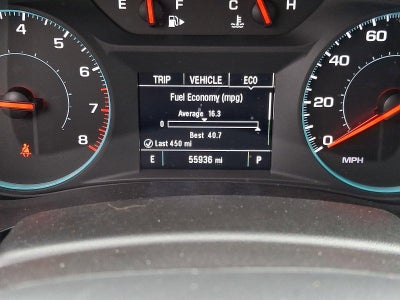 E F C H
TRIP VEHICLE ECO
Fuel Economy (mpg)
Average 16.3
0
Best 40.7
Last 450 mi
E 55936 mi P
4 5 6 7 8
0 20 40 60
MPH